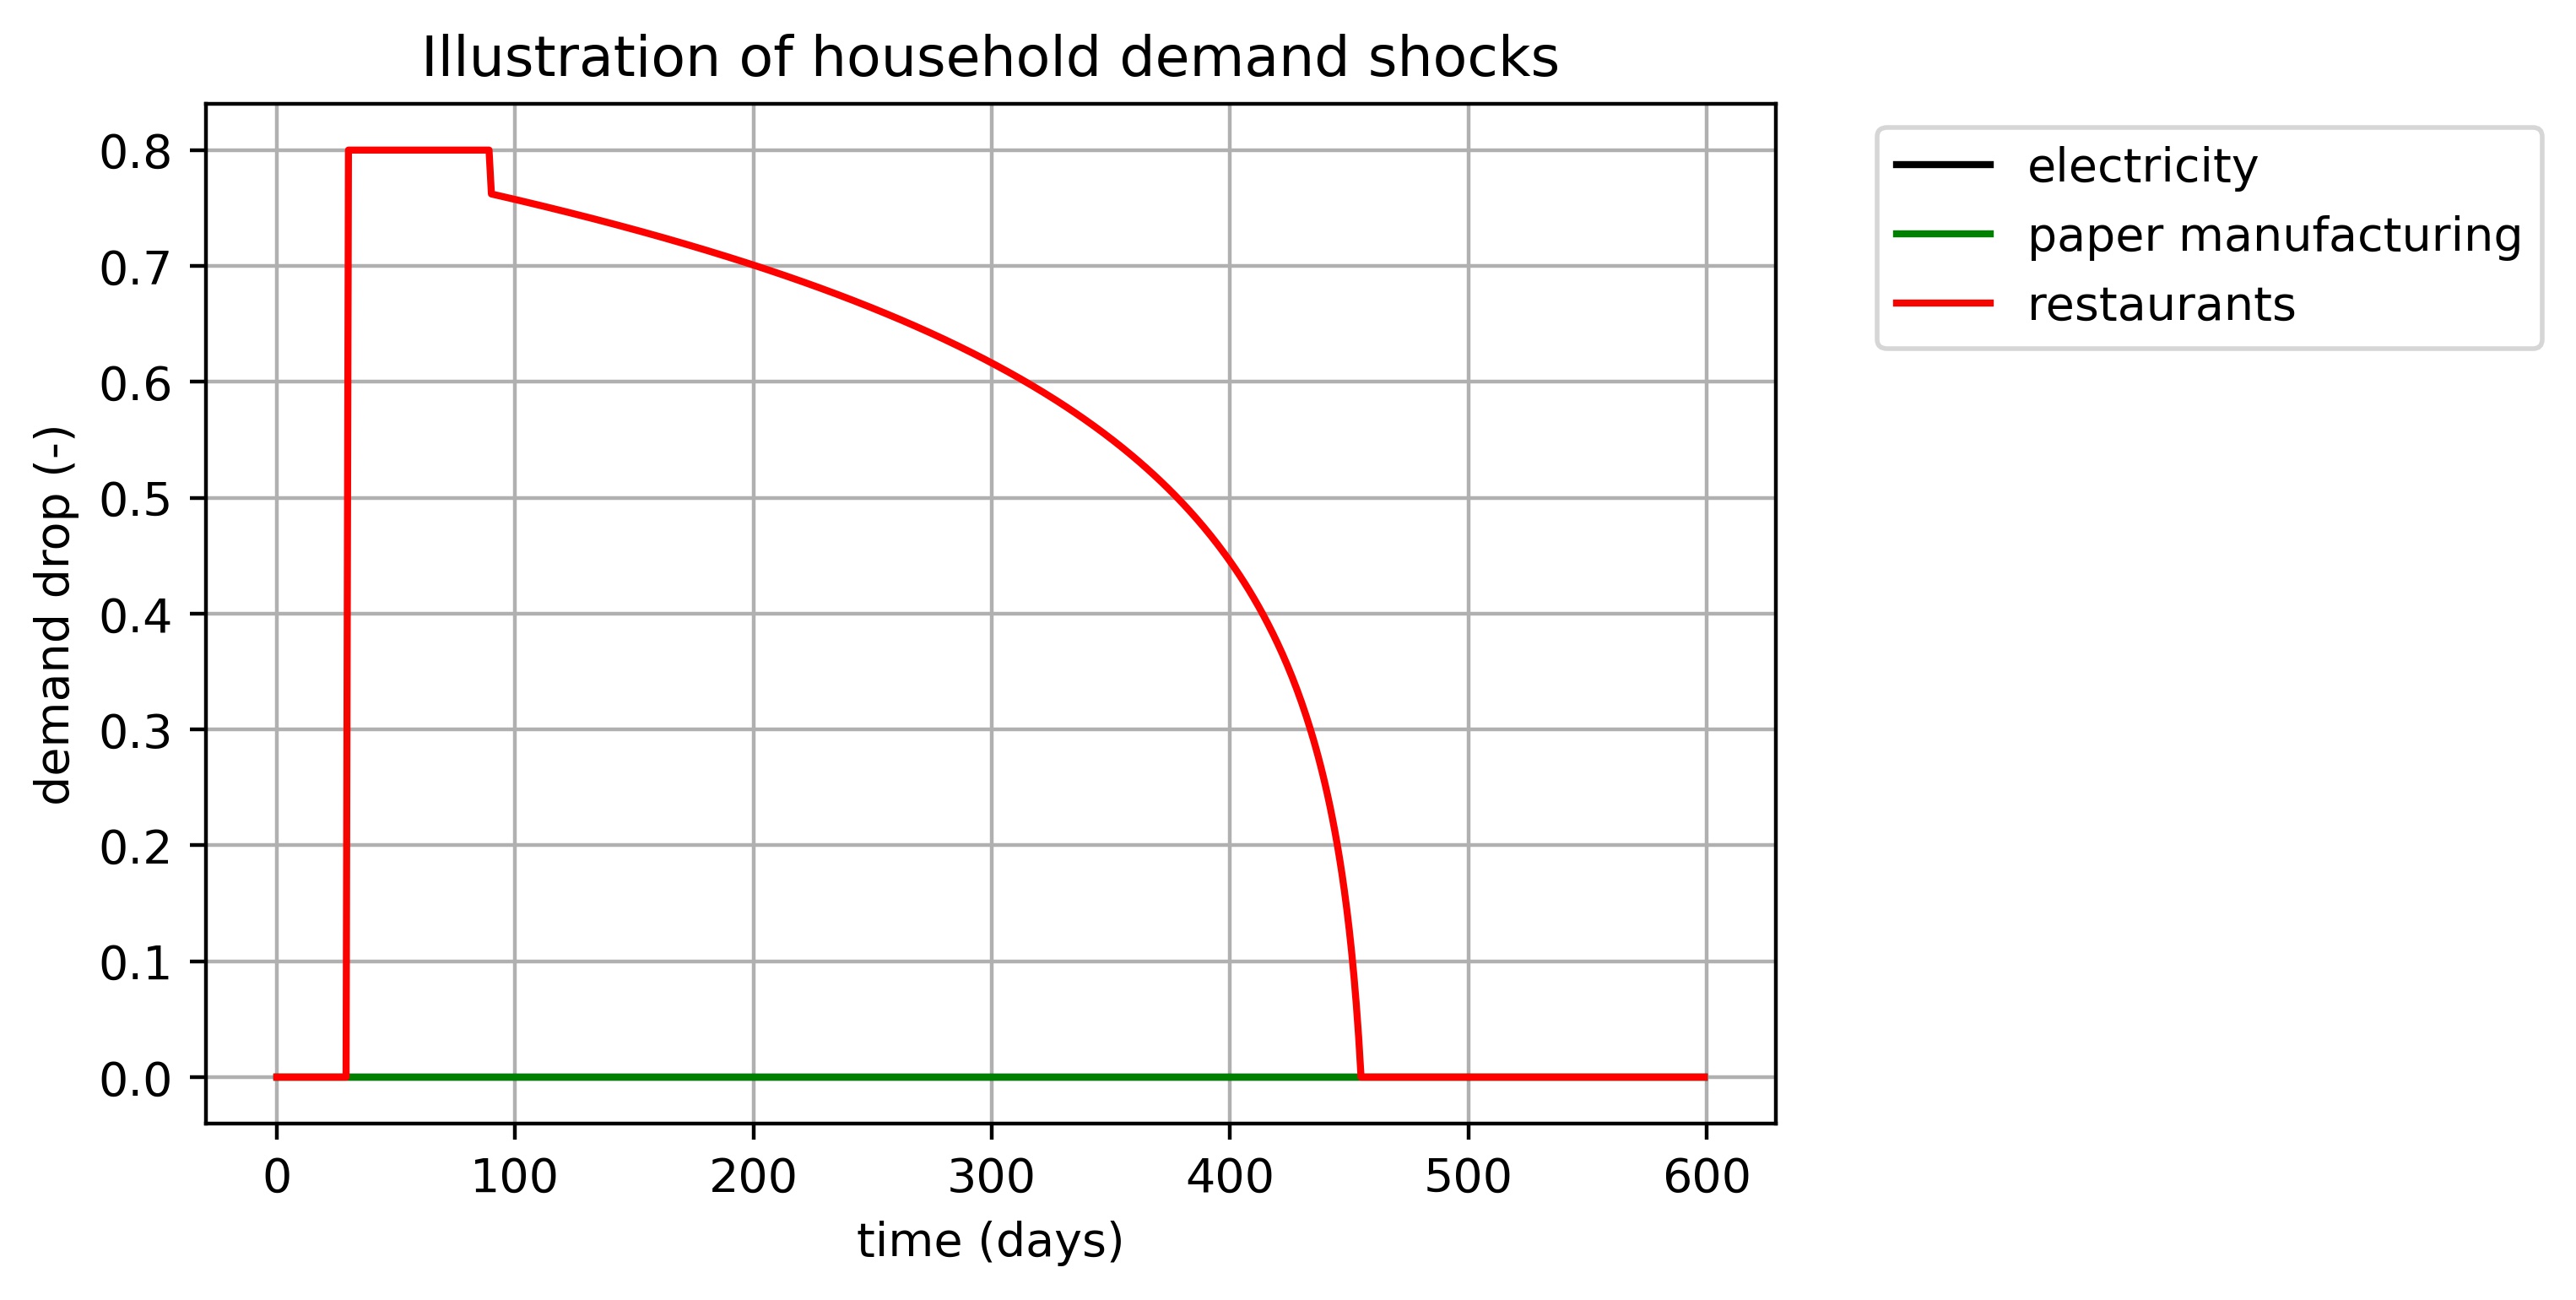 Illustration of household demand shocks
0.8
0.7
0.6
0.5
0.4
0.3
0.2
0.1
0.0
demand drop (-)
0 100 200 300 400 500 600
time (days)
electricity
paper manufacturing
restaurants